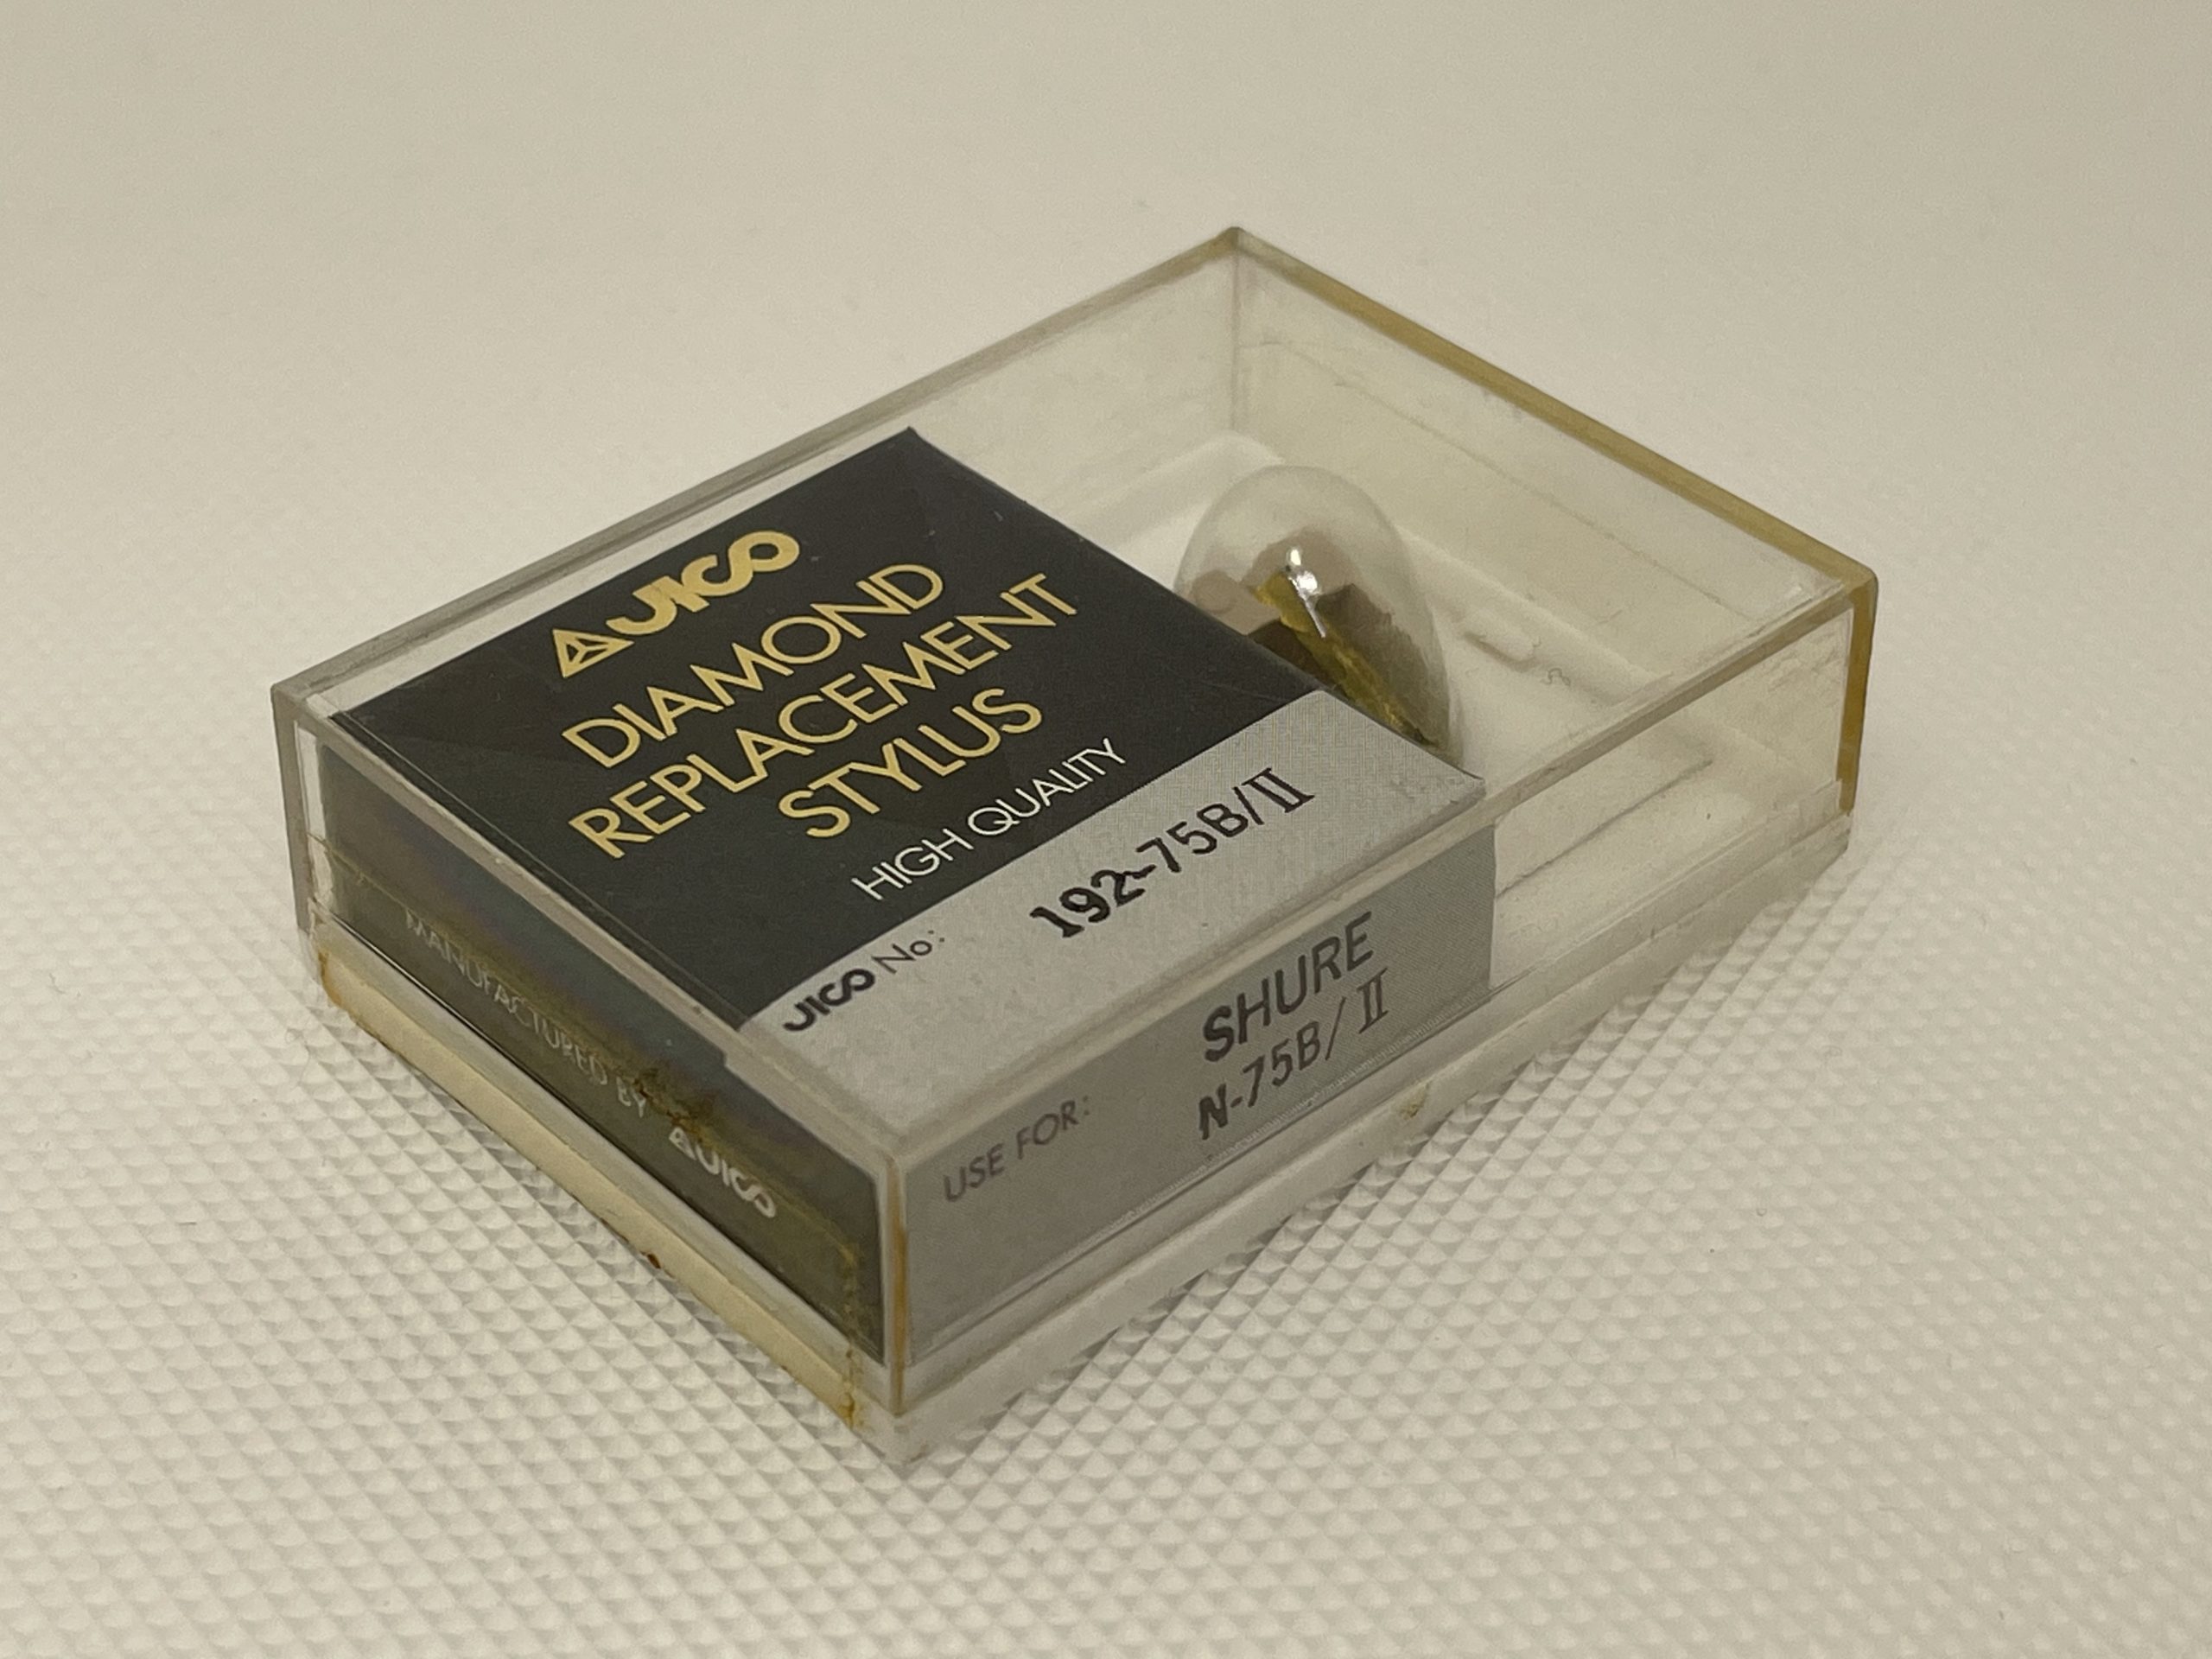 JICO
DIAMOND
REPLACEMENT
STYLUS
HIGH QUALITY
JICO No: 192-75B/II
USE FOR: SHURE
N-75B/II
MANUFACTURED BY JICO